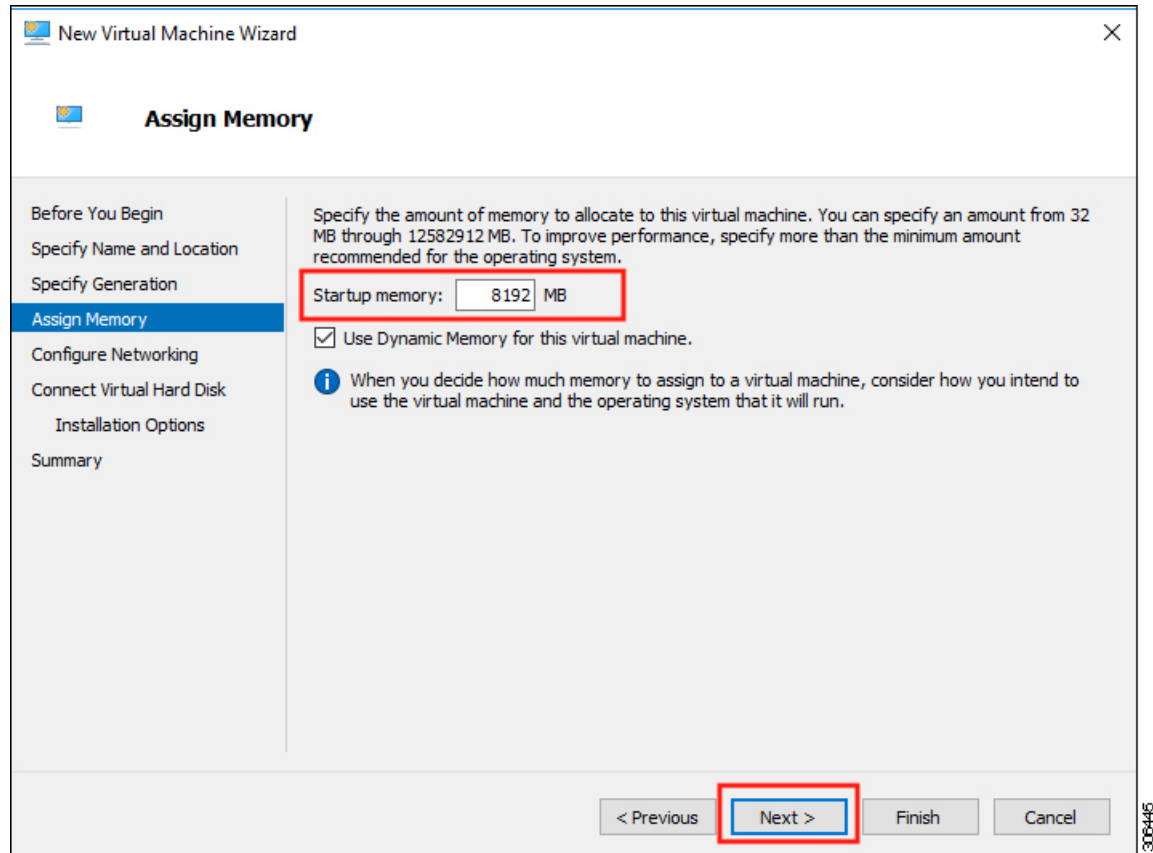 New Virtual Machine Wizard
Assign Memory
Before You Begin
Specify Name and Location
Specify Generation
Assign Memory
Configure Networking
Connect Virtual Hard Disk
Installation Options
Summary
Specify the amount of memory to allocate to this virtual machine. You can specify an amount from 32
MB through 12582912 MB. To improve performance, specify more than the minimum amount
recommended for the operating system.
Startup memory: 8192 MB
Use Dynamic Memory for this virtual machine.
When you decide how much memory to assign to a virtual machine, consider how you intend to
use the virtual machine and the operating system that it will run.
< Previous Next > Finish Cancel
306445